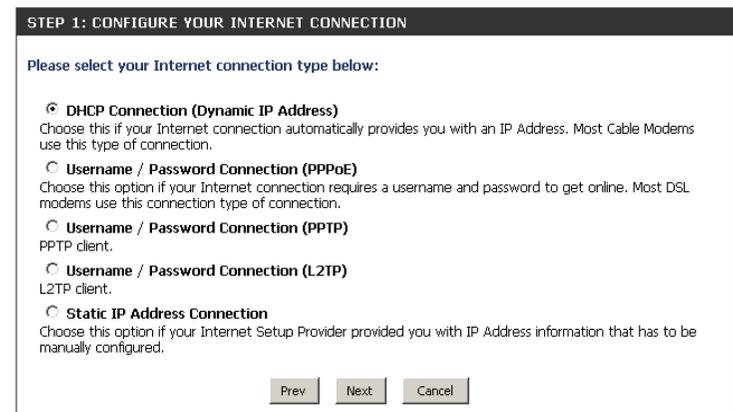 STEP 1: CONFIGURE YOUR INTERNET CONNECTION
Please select your Internet connection type below:
DHCP Connection (Dynamic IP Address)
Choose this if your Internet connection automatically provides you with an IP Address. Most Cable Modems
use this type of connection.
Username / Password Connection (PPPoE)
Choose this option if your Internet connection requires a username and password to get online. Most DSL
modems use this connection type of connection.
Username / Password Connection (PPTP)
PPTP client.
Username / Password Connection (L2TP)
L2TP client.
Static IP Address Connection
Choose this option if your Internet Setup Provider provided you with IP Address information that has to be
manually configured.
Prev Next Cancel